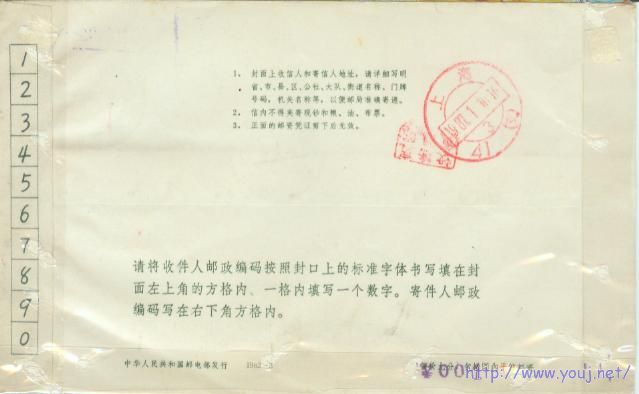 1
2
3
4
5
6
7
8
9
0
1、封面上收信人和寄信人地址，请详细写明
省、市、县、区、公社、大队、街道名称、门牌
号码，机关名称等，以便邮局准确寄递。
2、信内不得夹寄现钞和粮、油、布票。
3、正面的邮资凭证剪下后无效。
上海
41
请将收件人邮政编码按照封口上的标准字体书写填在封
面左上角的方格内、一格内填写一个数字。寄件人邮政
编码写在右下角方格内。
中华人民共和国邮电部发行 1982
http://www.youj.net/